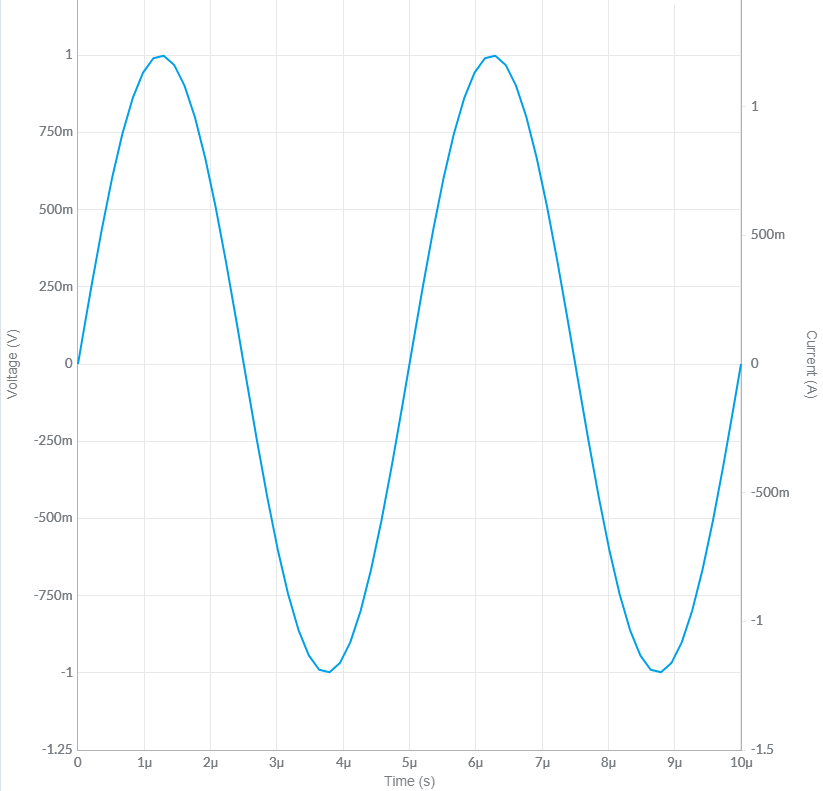 1
750m
500m
250m
0
-250m
-500m
-750m
-1
-1.25
Voltage (V)
0
1µ
2µ
3µ
4µ
5µ
6µ
7µ
8µ
9µ
10µ
Time (s)
1
500m
0
-500m
-1
-1.5
Current (A)